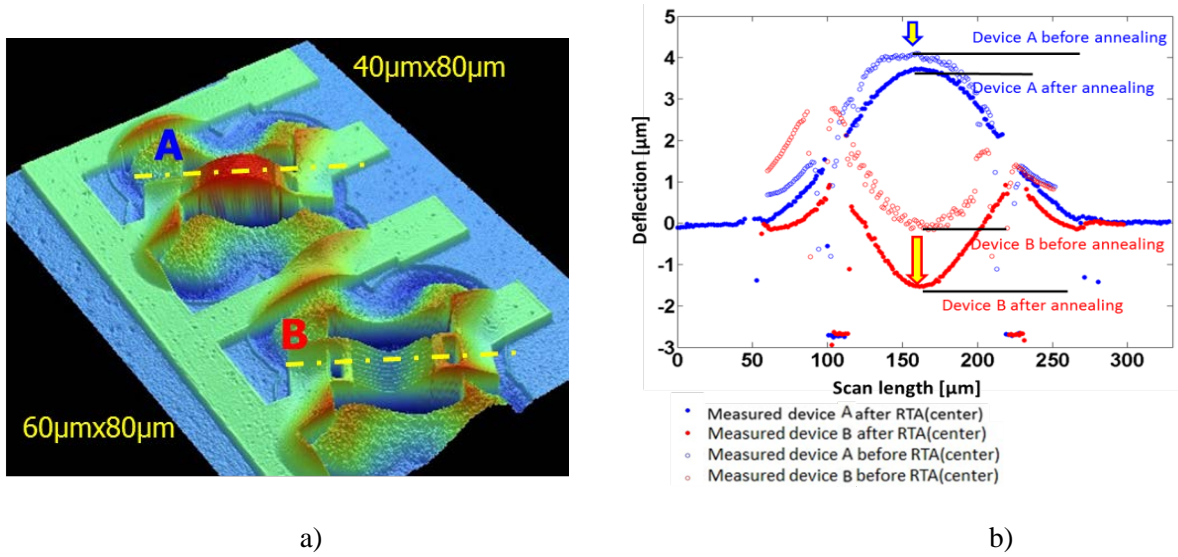 40µmx80µm
A
B
60µmx80µm
a)
5
4
3
2
1
0
-1
-2
-3
Deflection [µm]
0
50
100
150
200
250
300
Scan length [µm]
Device A before annealing
Device A after annealing
Device B before annealing
Device B after annealing
Measured device A after RTA(center)
Measured device B after RTA(center)
Measured device A before RTA(center)
Measured device B before RTA(center)
b)